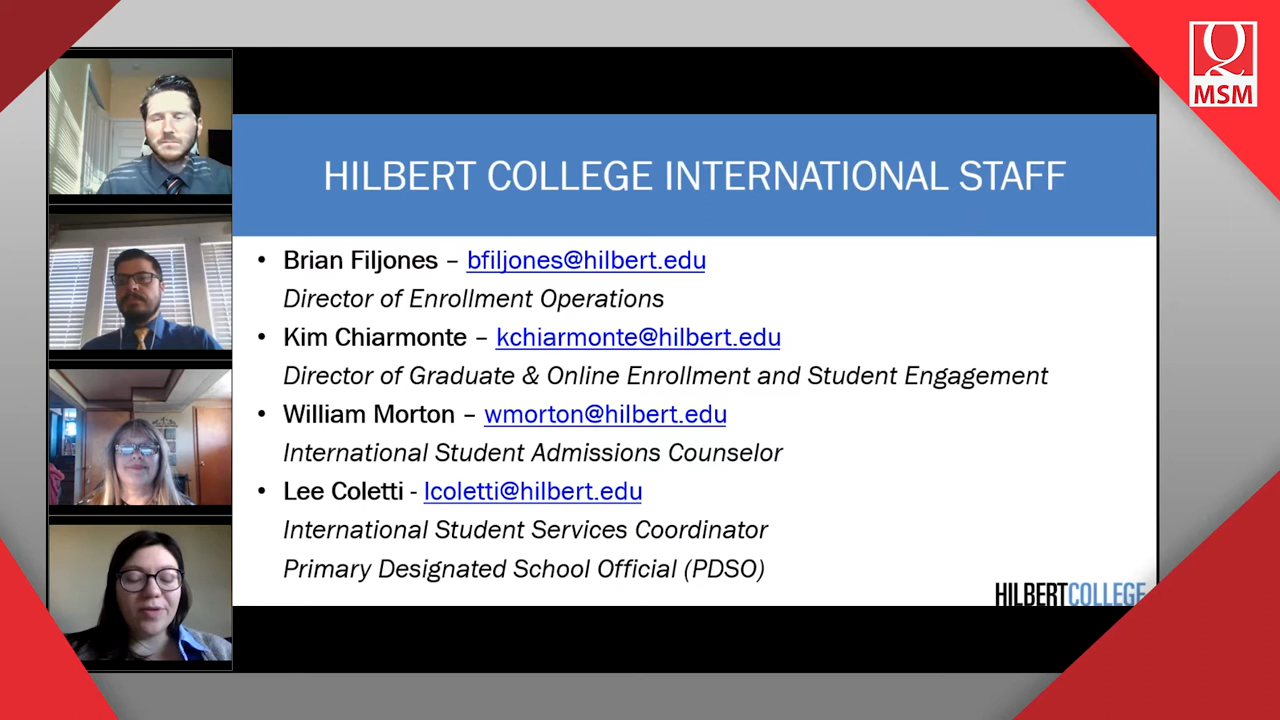 MSM
HILBERT COLLEGE INTERNATIONAL STAFF
• Brian Filjones – bfiljones@hilbert.edu
Director of Enrollment Operations
• Kim Chiarmonte – kchiarmonte@hilbert.edu
Director of Graduate & Online Enrollment and Student Engagement
• William Morton – wmorton@hilbert.edu
International Student Admissions Counselor
• Lee Coletti - lcoletti@hilbert.edu
International Student Services Coordinator
Primary Designated School Official (PDSO)
HILBERTCOLLEGE